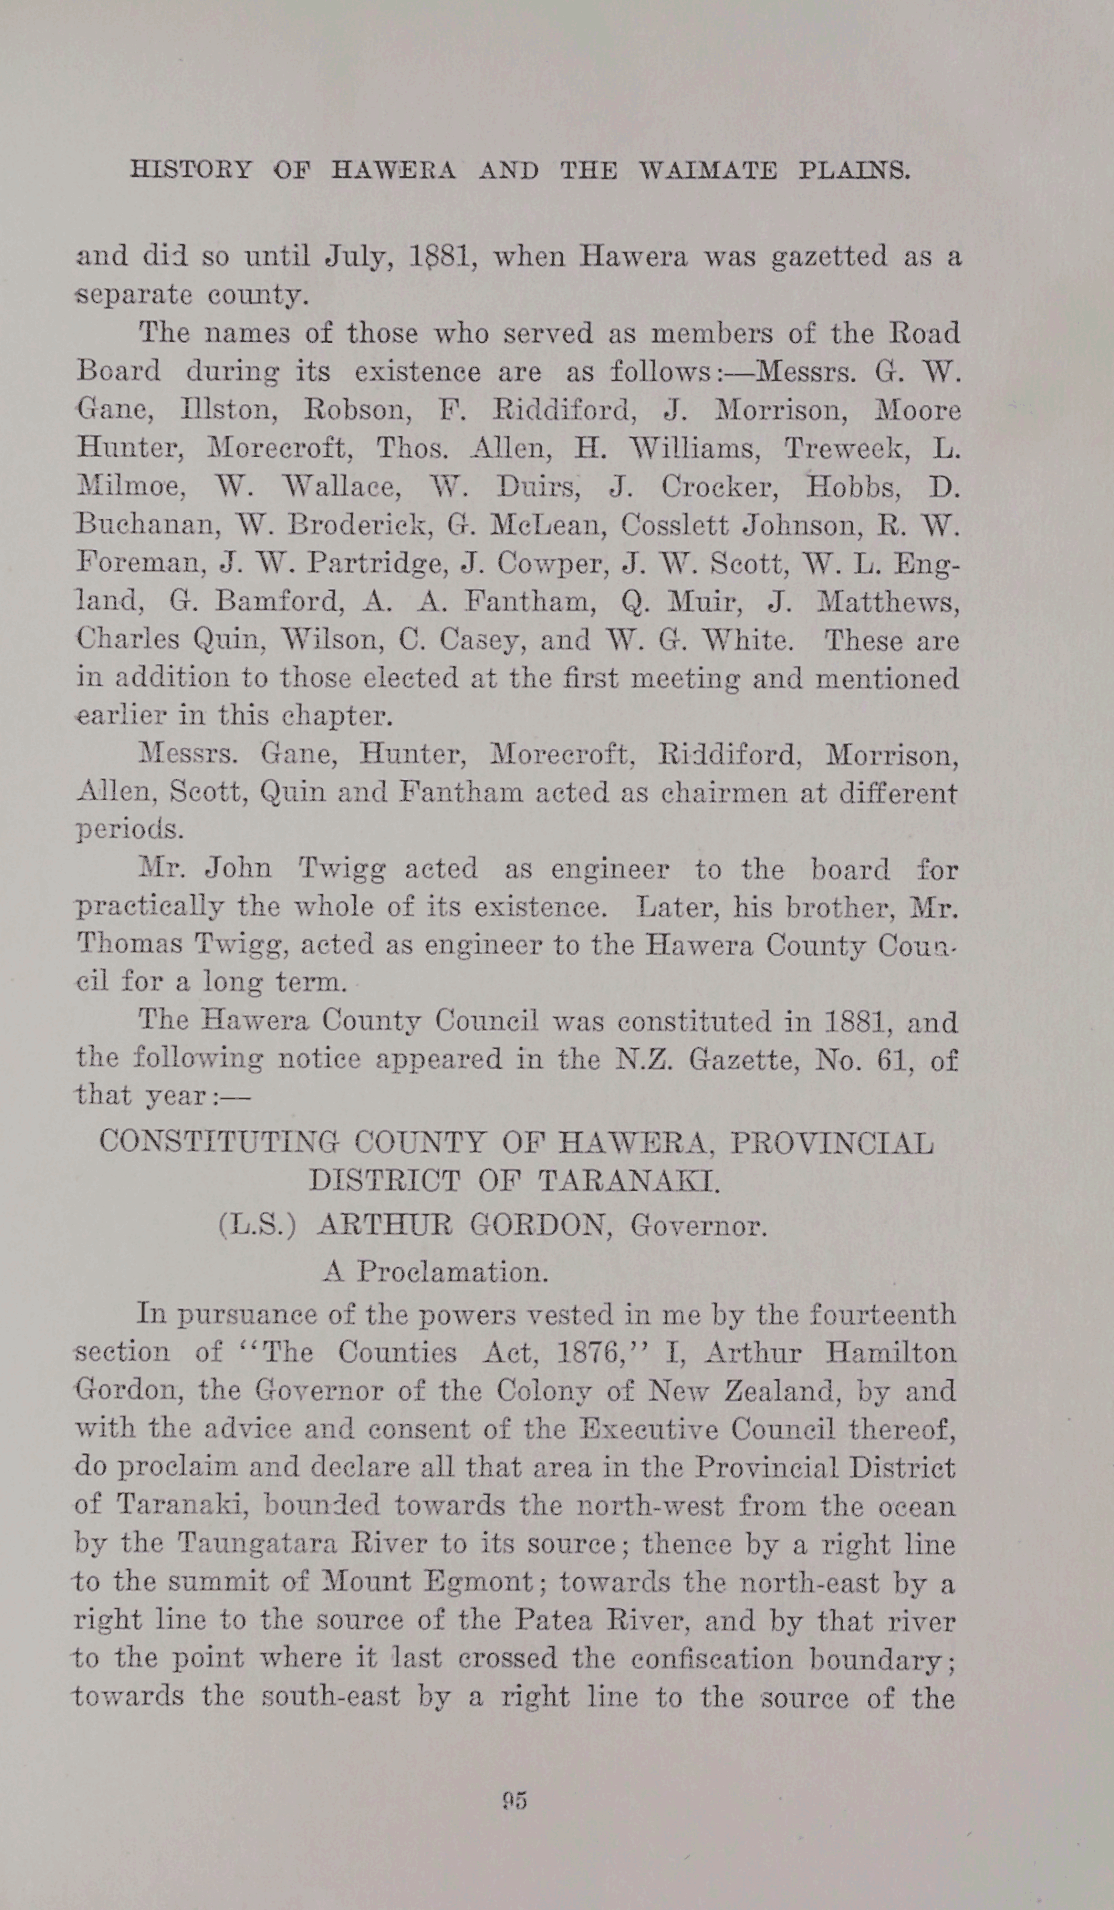 HISTORY OF HAWERA AND THE WAIMATE PLAINS.
and did so until July, 1881, when Hawera was gazetted as a
separate county.
The names of those who served as members of the Road
Board during its existence are as follows:—Messrs. G. W.
Gane, Illston, Robson, F. Riddiford, J. Morrison, Moore
Hunter, Morecroft, Thos. Allen, H. Williams, Treweek, L.
Milmoe, W. Wallace, W. Duirs, J. Crocker, Hobbs, D.
Buchanan, W. Broderick, G. McLean, Cosslett Johnson, R. W.
Foreman, J. W. Partridge, J. Cowper, J. W. Scott, W. L. Eng-
land, G. Bamford, A. A. Fantham, Q. Muir, J. Matthews,
Charles Quin, Wilson, C. Casey, and W. G. White. These are
in addition to those elected at the first meeting and mentioned
earlier in this chapter.
Messrs. Gane, Hunter, Morecroft, Riddiford, Morrison,
Allen, Scott, Quin and Fantham acted as chairmen at different
periods.
Mr. John Twigg acted as engineer to the board for
practically the whole of its existence. Later, his brother, Mr.
Thomas Twigg, acted as engineer to the Hawera County Coun-
cil for a long term.
The Hawera County Council was constituted in 1881, and
the following notice appeared in the N.Z. Gazette, No. 61, of
that year:—
CONSTITUTING COUNTY OF HAWERA, PROVINCIAL
DISTRICT OF TARANAKI.
(L.S.) ARTHUR GORDON, Governor.
A Proclamation.
In pursuance of the powers vested in me by the fourteenth
section of “The Counties Act, 1876,” I, Arthur Hamilton
Gordon, the Governor of the Colony of New Zealand, by and
with the advice and consent of the Executive Council thereof,
do proclaim and declare all that area in the Provincial District
of Taranaki, bounded towards the north-west from the ocean
by the Taungatara River to its source; thence by a right line
to the summit of Mount Egmont; towards the north-east by a
right line to the source of the Patea River, and by that river
to the point where it last crossed the confiscation boundary;
towards the south-east by a right line to the source of the
95